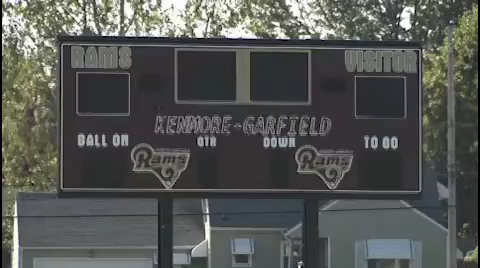 RAMS VISITOR
KENMORE-GARFIELD
BALL ON QTR DOWN TO GO
Rams Rams